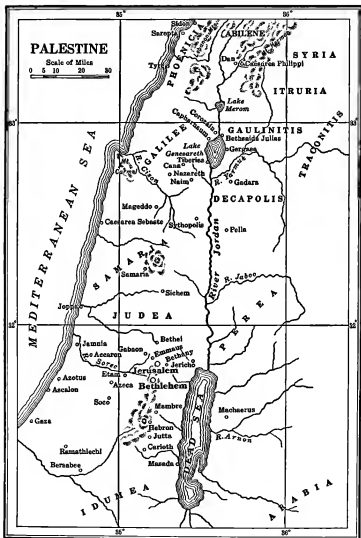 35°
36°
PALESTINE
Scale of Miles
0
10
20
30
Sidon
Sarepta
PHOENICIA
ABILENE
SYRIA
Dan
Caesarea Philippi
Tyre
ITRURIA
Lake
Merom
33
33
GALILEE
Corozain
Capharnaum
GAULINITIS
Bethsaida Julias
TRACONITIS
Lake
Genesareth
Gergesa
Tiberias
Cana
Nazareth
Naim
R. Yarmuk
Gadara
Mageddo
DECAPOLIS
MEDITERRANEAN SEA
Caesarea Sebaste
Sythopolis
Pella
SAMARIA
Samaria
River Jordan
R. Jaboc
Sichem
Joppe
JUDEA
PEREA
32
32
Jamnia
Bethel
Gabaon
Emmaus
Accaron
Bethany
R. Sorec
Jericho
Etam
Jerusalem
Azotus
Azeca
Bethlehem
Ascalon
Soco
Mambre
Machaerus
Gaza
Hebron
DEAD SEA
Jutta
R. Arnon
Ramathlechi
Carioth
Bersabee
Masada
IDUMEA
ARABIA
35°
36°